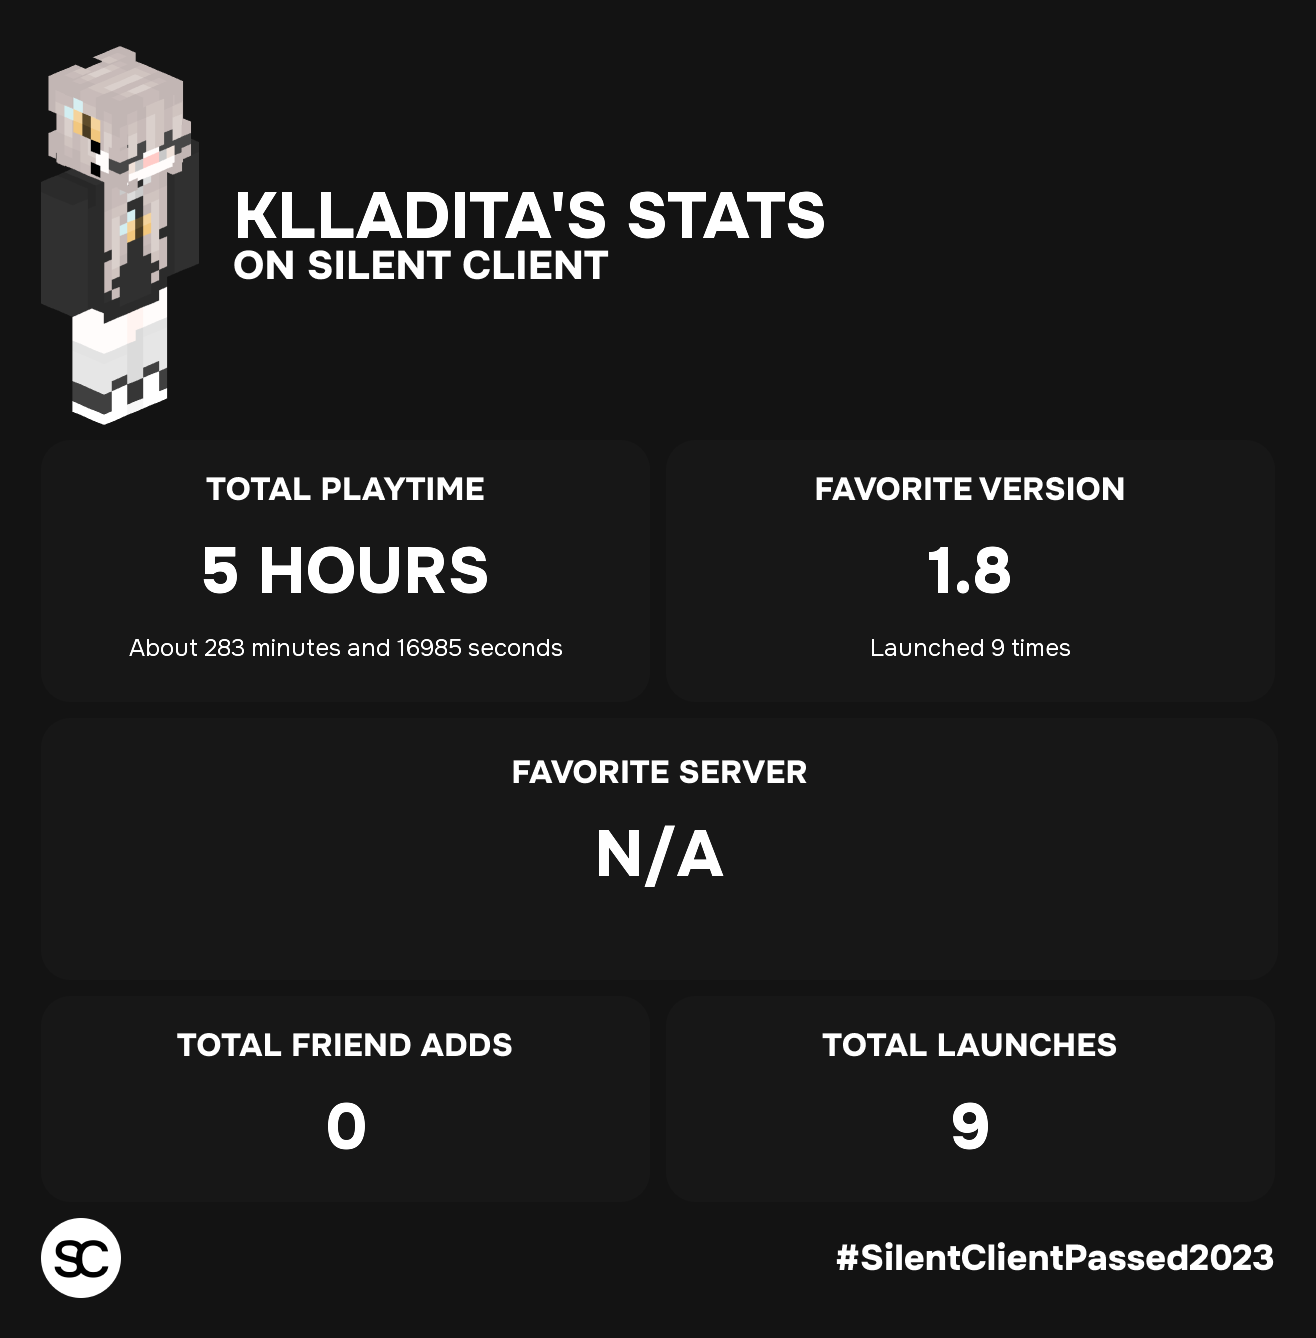 KLLADITA'S STATS
ON SILENT CLIENT
TOTAL PLAYTIME
5 HOURS
About 283 minutes and 16985 seconds
FAVORITE VERSION
1.8
Launched 9 times
FAVORITE SERVER
N/A
TOTAL FRIEND ADDS
0
TOTAL LAUNCHES
9
SC
#SilentClientPassed2023